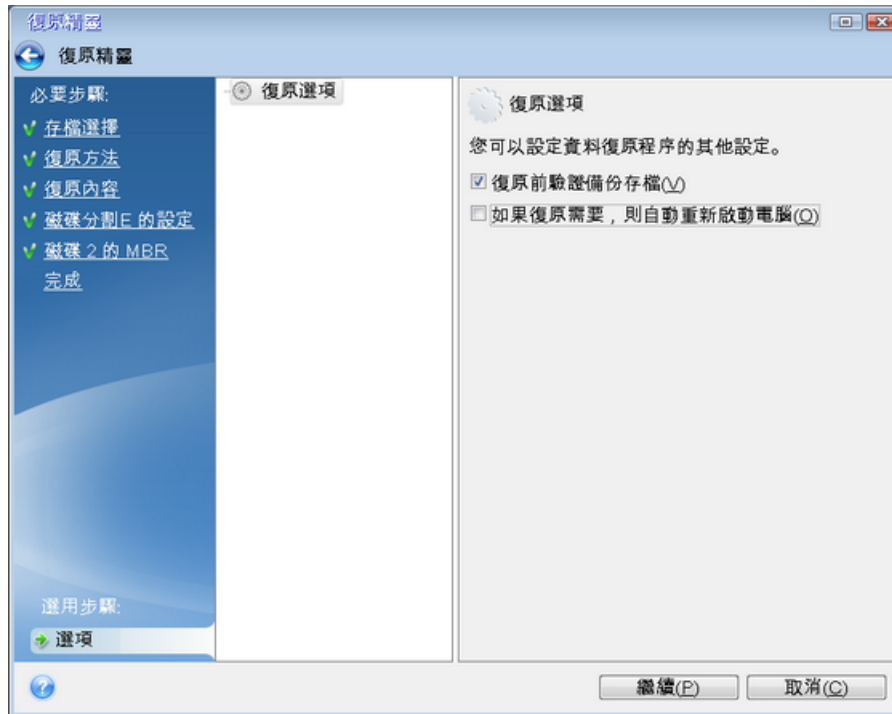 復原精靈
復原精靈
必要步驟:
存檔選擇
復原方法
復原內容
磁碟分割E 的設定
磁碟 2 的 MBR
完成
選用步驟:
選項
復原選項
復原選項
您可以設定資料復原程序的其他設定。
復原前驗證備份存檔(V)
如果復原需要，則自動重新啟動電腦(O)
繼續(P)
取消(C)